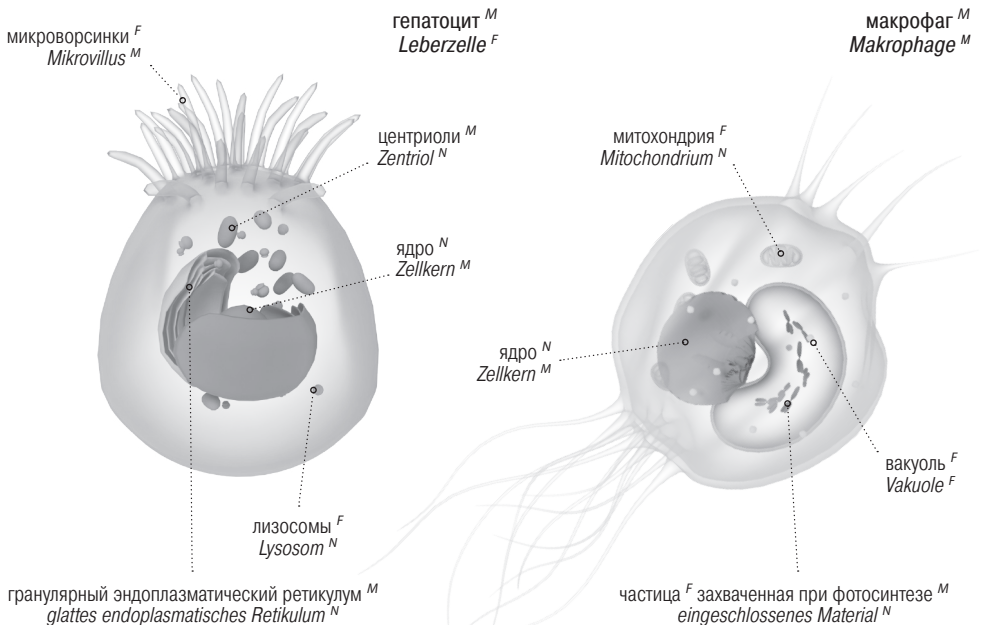 гепатоцит M
Leberzelle F
микроворсинки F
Mikrovillus M
центриоли M
Zentriol N
ядро N
Zellkern M
лизосомы F
Lysosom N
гранулярный эндоплазматический ретикулум M
glattes endoplasmatisches Retikulum N
макрофаг M
Makrophage M
митохондрия F
Mitochondrium N
ядро N
Zellkern M
вакуоль F
Vakuole F
частица F захваченная при фотосинтезе M
eingeschlossenes Material N